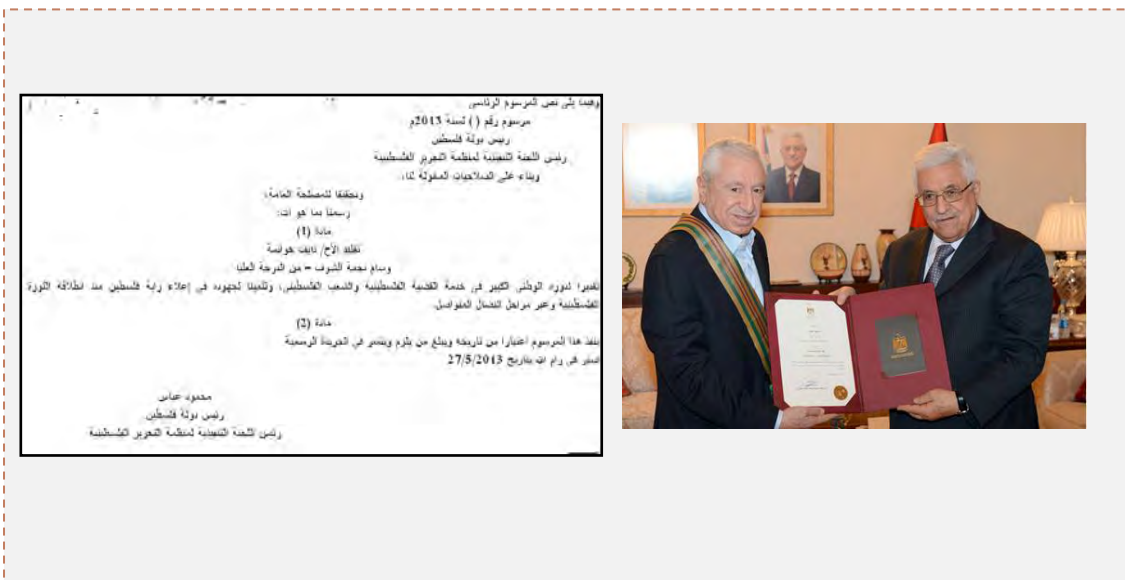 وفيما يلي نص المرسوم الرئاسي
مرسوم رقم ( ) لسنة 2013م
رئيس دولة فلسطين
رئيس اللجنة التنفيذية لمنظمة التحرير الفلسطينية
وبناء على الصلاحيات المخولة لنا،
وتحقيقا للمصلحة العامة،
رسمنا بما هو آت:
مادة (1)
تقليد الأخ/ نايف حواتمة
وسام نجمة الشرف – من الدرجة العليا
تقديرا لدوره الوطني الكبير في خدمة القضية الفلسطينية والشعب الفلسطيني، وتثمينا لجهوده في إعلاء راية فلسطين منذ انطلاقة الثورة
الفلسطينية وعبر مراحل النضال المتواصل.
مادة (2)
ينفذ هذا المرسوم اعتبارا من تاريخه ويبلغ من يلزم وينشر في الجريدة الرسمية
صدر في رام الله بتاريخ 27/5/2013
محمود عباس
رئيس دولة فلسطين
رئيس اللجنة التنفيذية لمنظمة التحرير الفلسطينية